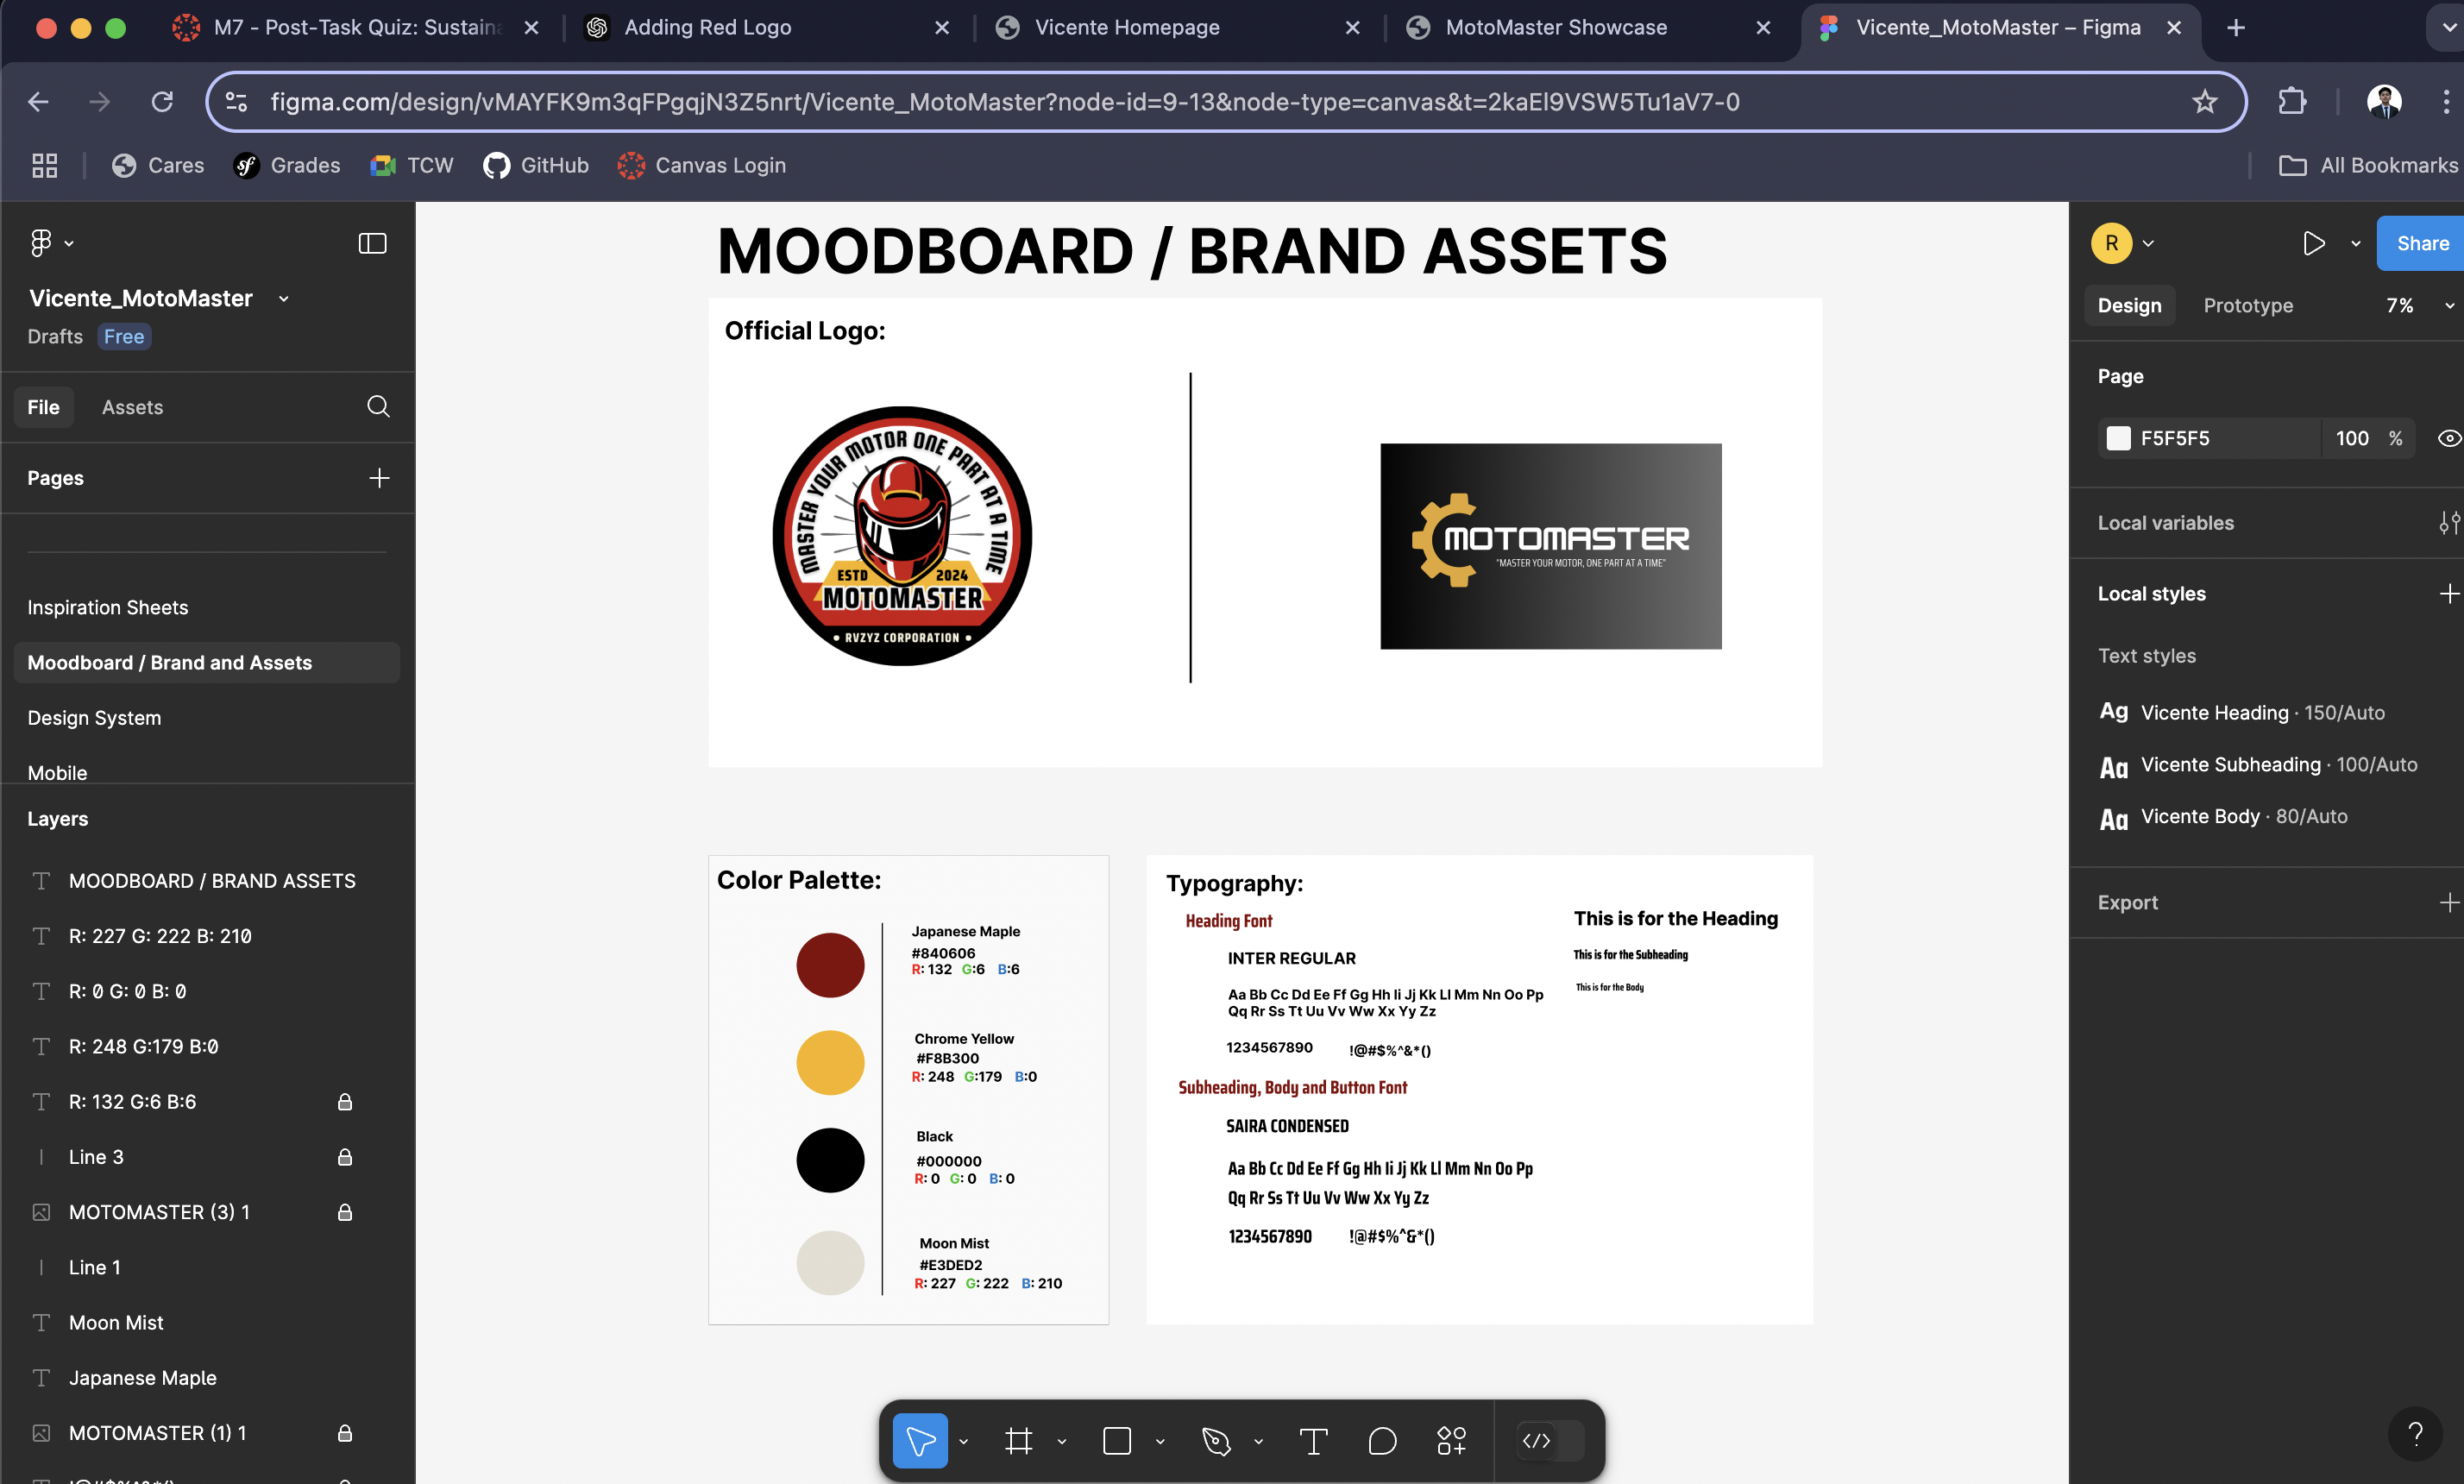 M7 - Post-Task Quiz: Sustain
Adding Red Logo
Vicente Homepage
MotoMaster Showcase
Vicente_MotoMaster – Figma
figma.com/design/vMAYFK9m3qFPgqjN3Z5nrt/Vicente_MotoMaster?node-id=9-13&node-type=canvas&t=2kaEl9VSW5Tu1aV7-0
Cares
Grades
TCW
GitHub
Canvas Login
All Bookmarks
Vicente_MotoMaster
Drafts
Free
File
Assets
Pages
Inspiration Sheets
Moodboard / Brand and Assets
Design System
Mobile
Layers
MOODBOARD / BRAND ASSETS
R: 227 G: 222 B: 210
R: 0 G: 0 B: 0
R: 248 G:179 B:0
R: 132 G:6 B:6
Line 3
MOTOMASTER (3) 1
Line 1
Moon Mist
Japanese Maple
MOTOMASTER (1) 1
MOODBOARD / BRAND ASSETS
Official Logo:
MASTER YOUR MOTOR ONE PART AT A TIME
ESTD 2024
MOTOMASTER
• RVZYZ CORPORATION •
MOTOMASTER
"MASTER YOUR MOTOR, ONE PART AT A TIME"
Color Palette:
Japanese Maple
#840606
R: 132 G:6 B:6
Chrome Yellow
#F8B300
R: 248 G:179 B:0
Black
#000000
R: 0 G: 0 B: 0
Moon Mist
#E3DED2
R: 227 G: 222 B: 210
Typography:
Heading Font
INTER REGULAR
Aa Bb Cc Dd Ee Ff Gg Hh Ii Jj Kk Ll Mm Nn Oo Pp
Qq Rr Ss Tt Uu Vv Ww Xx Yy Zz
1234567890 !@#$%^&*()
Subheading, Body and Button Font
SAIRA CONDENSED
Aa Bb Cc Dd Ee Ff Gg Hh Ii Jj Kk Ll Mm Nn Oo Pp
Qq Rr Ss Tt Uu Vv Ww Xx Yy Zz
1234567890 !@#$%^&*()
This is for the Heading
This is for the Subheading
This is for the Body
R
Share
Design
Prototype
7%
Page
F5F5F5
100 %
Local variables
Local styles
Text styles
Ag Vicente Heading · 150/Auto
Ag Vicente Subheading · 100/Auto
Ag Vicente Body · 80/Auto
Export
?